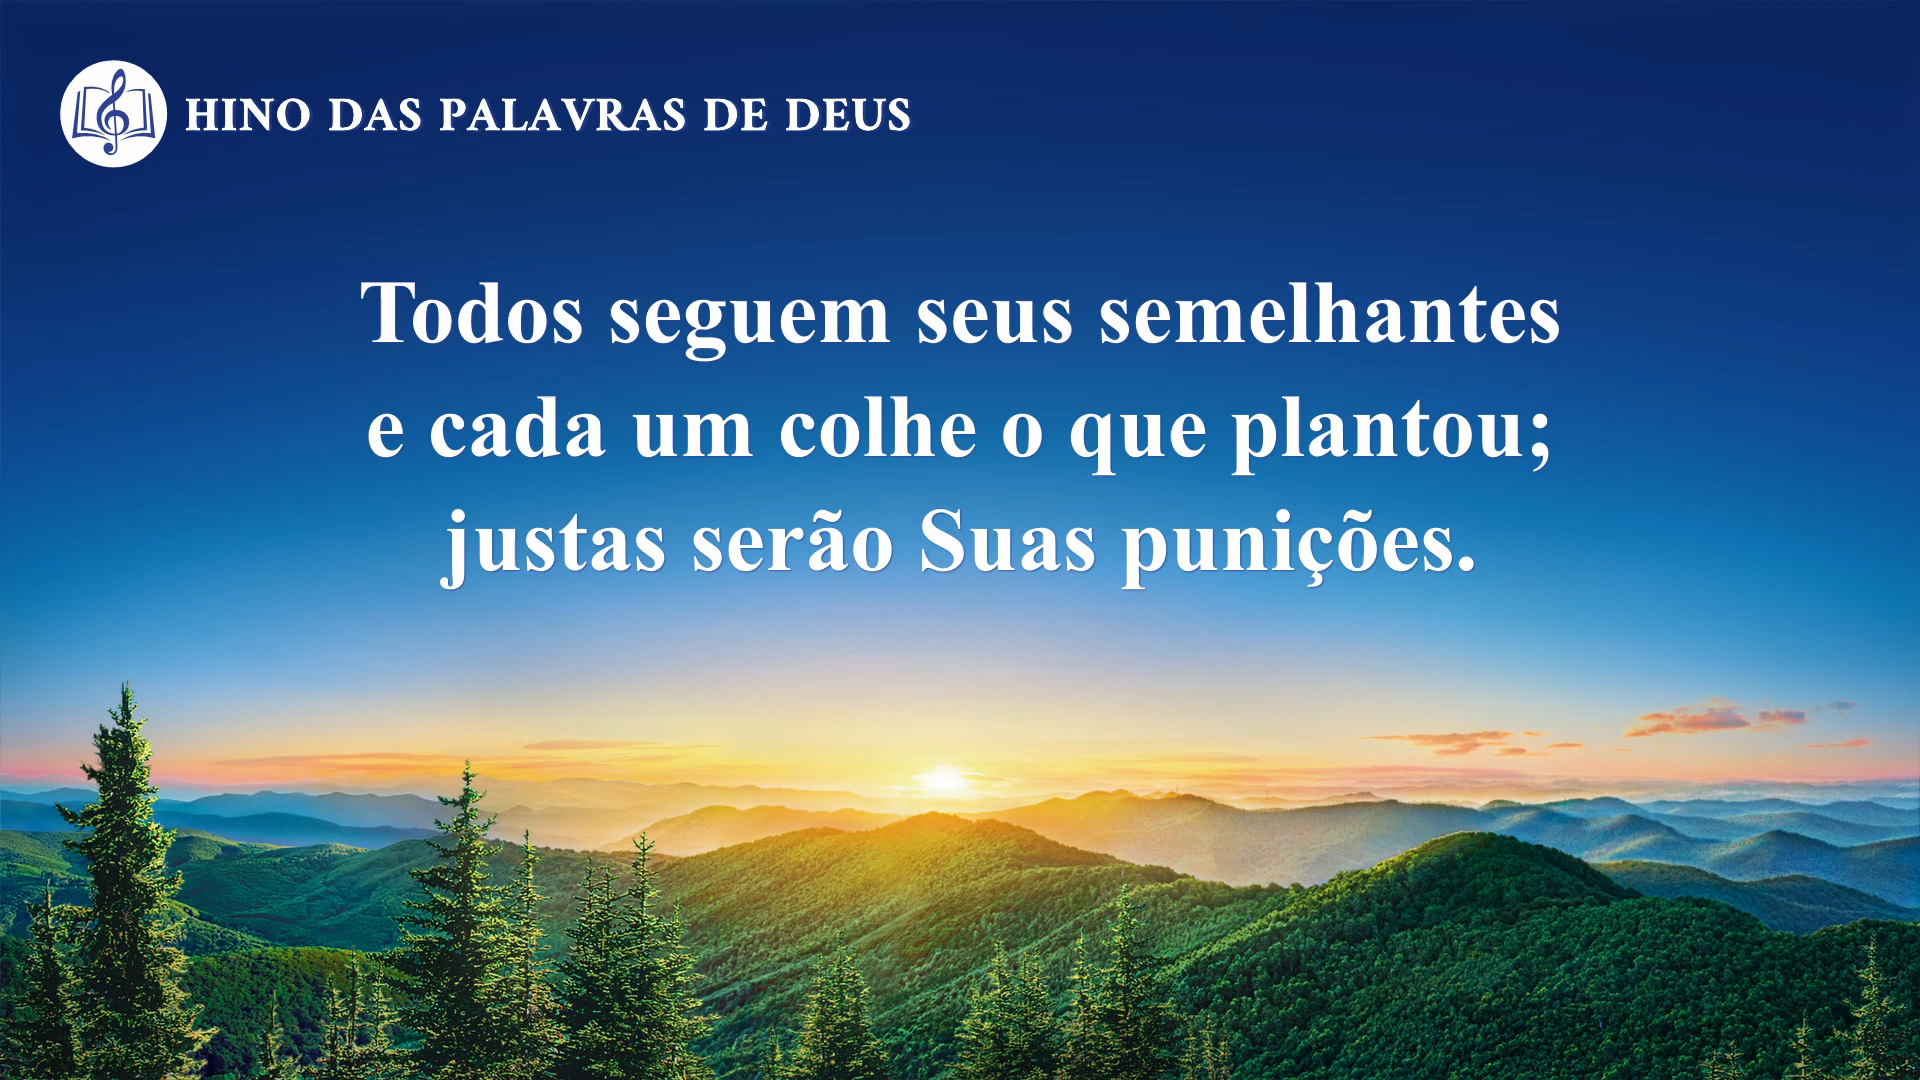 HINO DAS PALAVRAS DE DEUS
Todos seguem seus semelhantes
e cada um colhe o que plantou;
justas serão Suas punições.